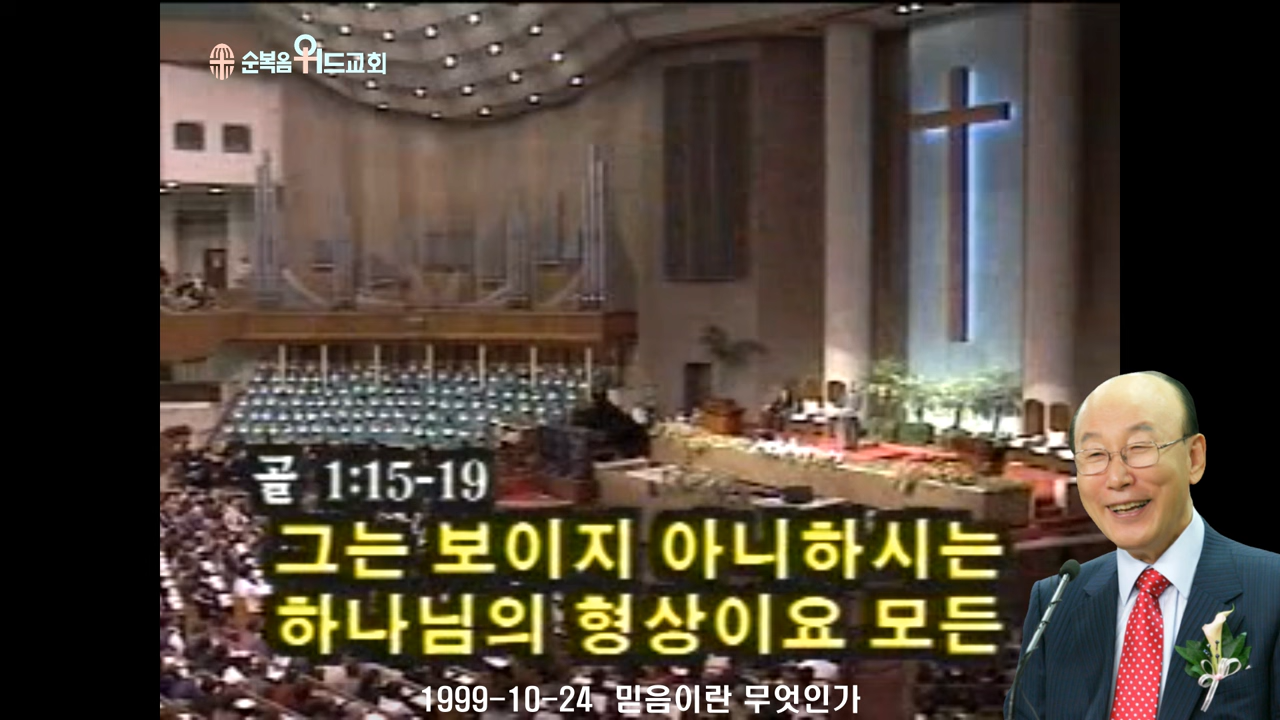 순복음위드교회
골 1:15-19
그는 보이지 아니하시는
하나님의 형상이요 모든
1999-10-24 믿음이란 무엇인가